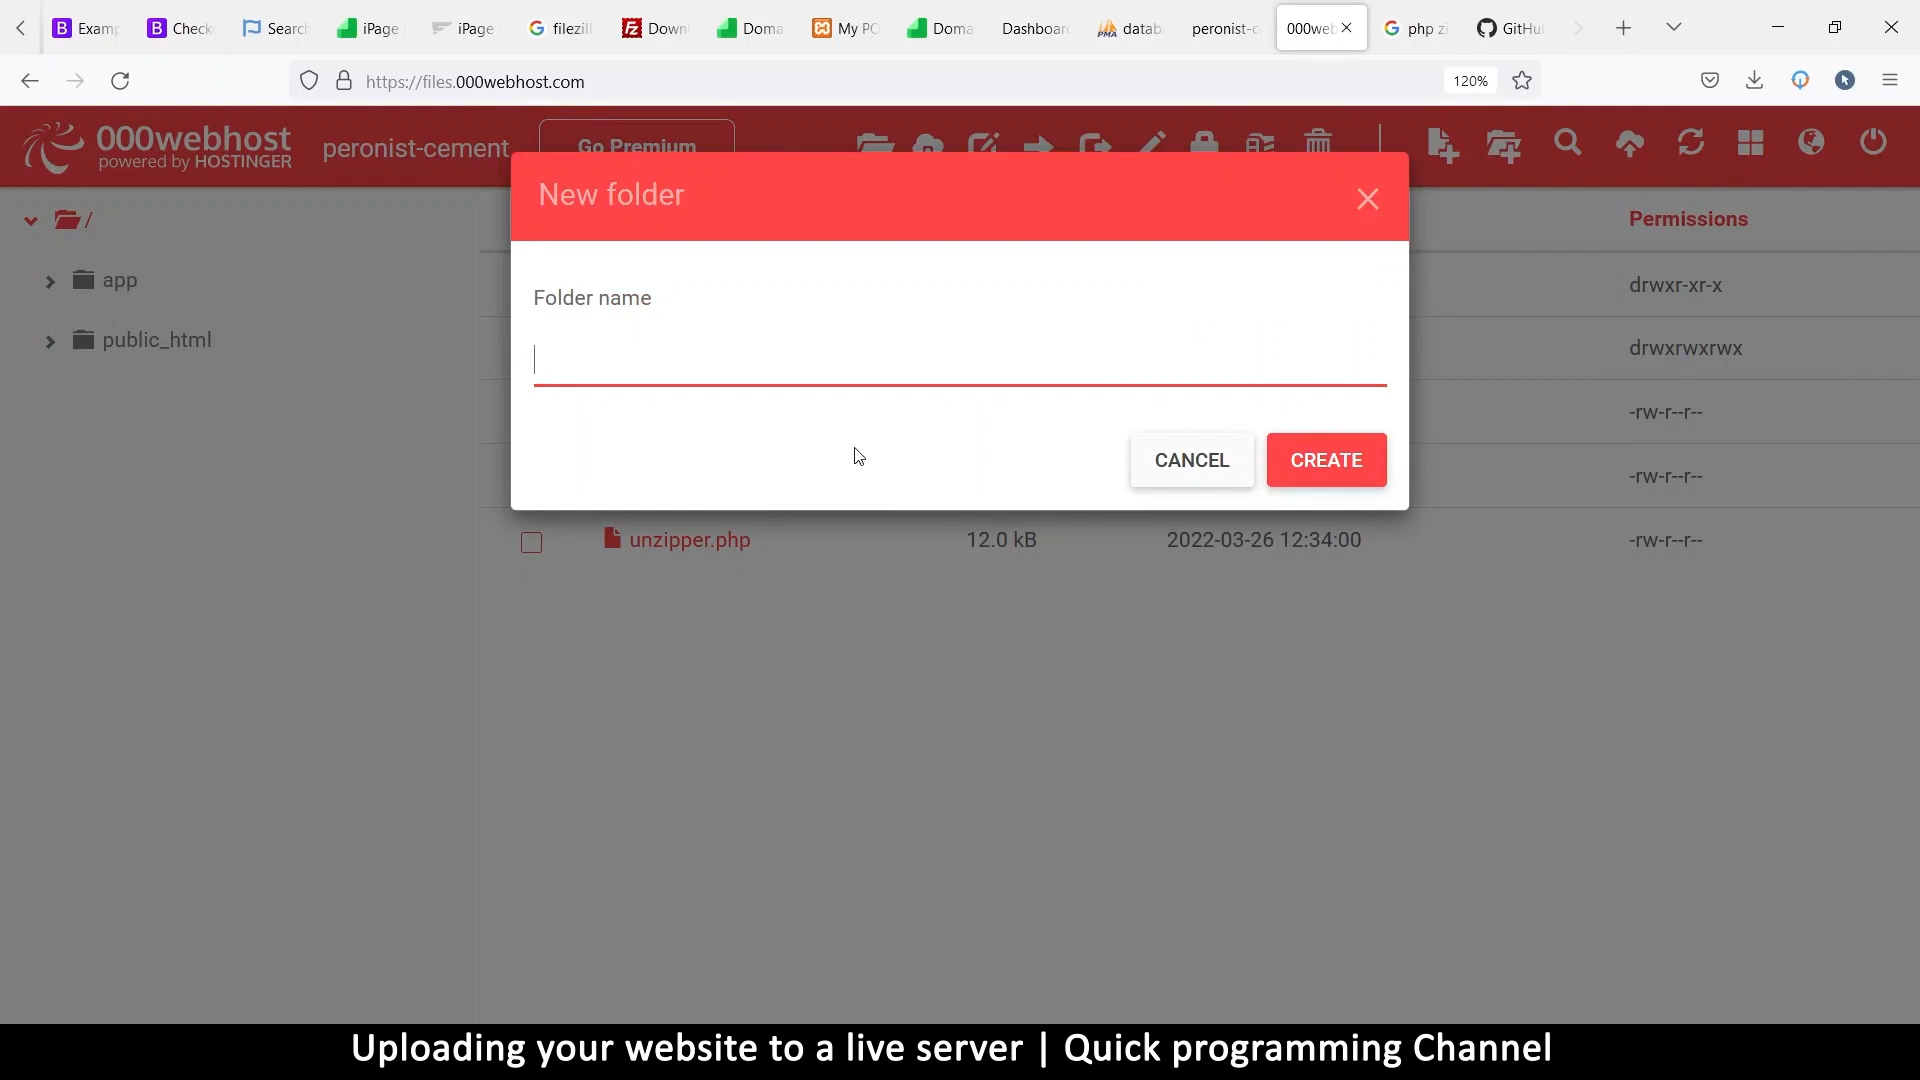 Examp
Check
Search
iPage
iPage
filezill
Down
Doma
My PC
Doma
Dashboar
datab
peronist-c
000web
php zi
GitHu
https://files.000webhost.com
120%
000webhost
powered by HOSTINGER
peronist-cement
Go Premium
New folder
Permissions
/
app
drwxr-xr-x
Folder name
public_html
drwxrwxrwx
-rw-r--r--
CANCEL
CREATE
-rw-r--r--
unzipper.php 12.0 kB 2022-03-26 12:34:00 -rw-r--r--
Uploading your website to a live server | Quick programming Channel